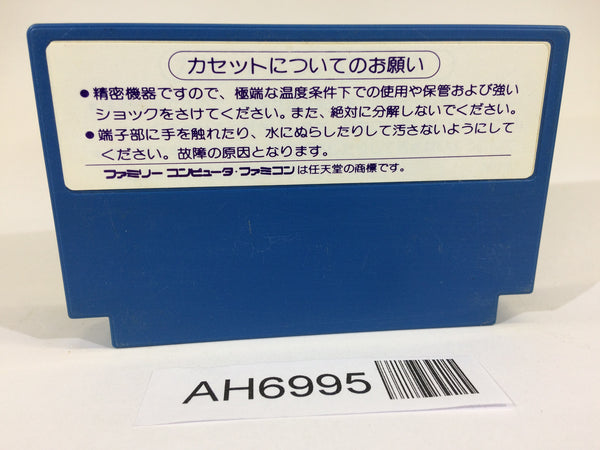 カセットについてのお願い
●精密機器ですので、極端な温度条件下での使用や保管および強い
ショックをさけてください。また、絶対に分解しないでください。
●端子部に手を触れたり、水にぬらしたりして汚さないようにして
ください。故障の原因となります。
ファミリーコンピュータ・ファミコンは任天堂の商標です。
AH6995